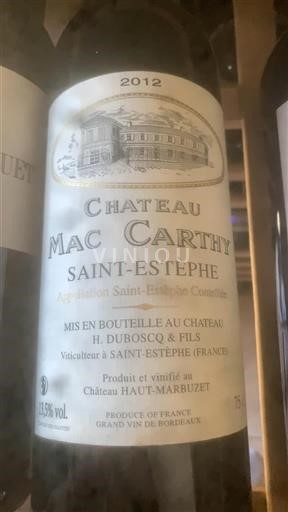 2012
CHATEAU
MAC CARTHY
VINIOU
SAINT-ESTEPHE
Appellation Saint-Estèphe Contrôlée
MIS EN BOUTEILLE AU CHATEAU
H. DUBOSCQ & FILS
Viticulteur à SAINT-ESTÈPHE (FRANCE)
Produit et vinifié au
Château HAUT-MARBUZET
13,5% vol.
75
PRODUCE OF FRANCE
GRAND VIN DE BORDEAUX
UET